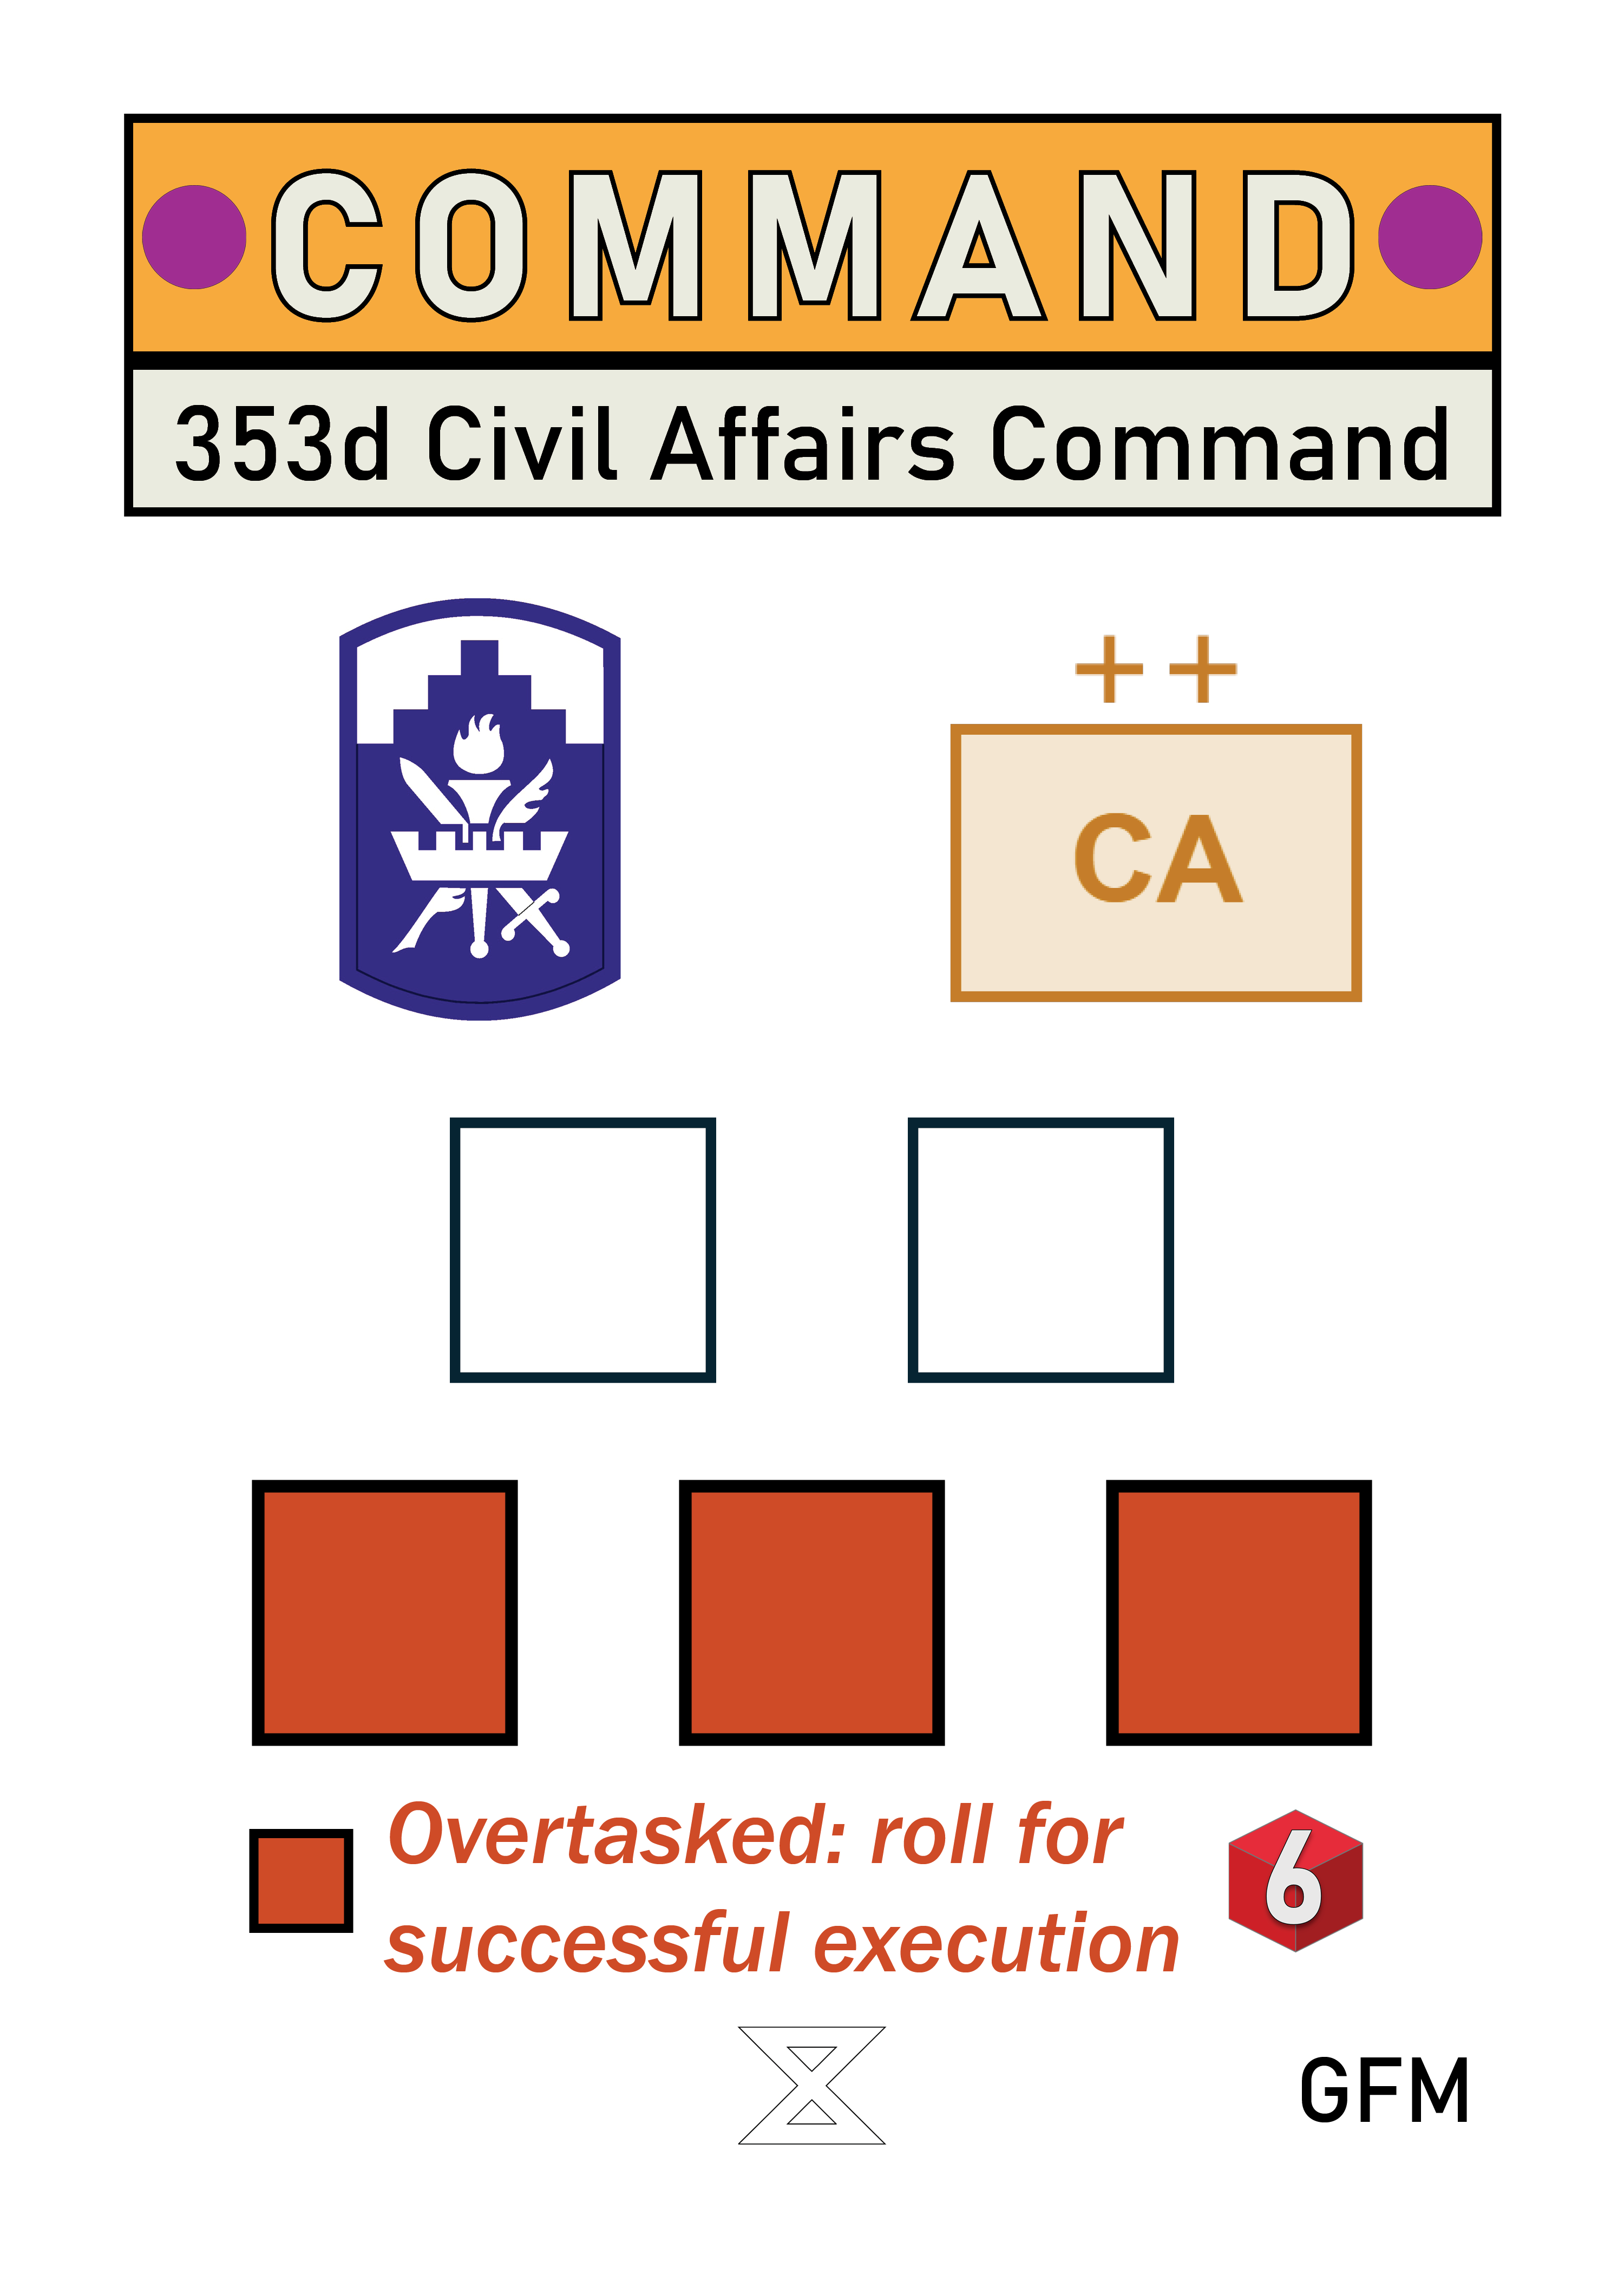 COMMAND
353d Civil Affairs Command
++
CA
Overtasked: roll for
successful execution
6
GFM